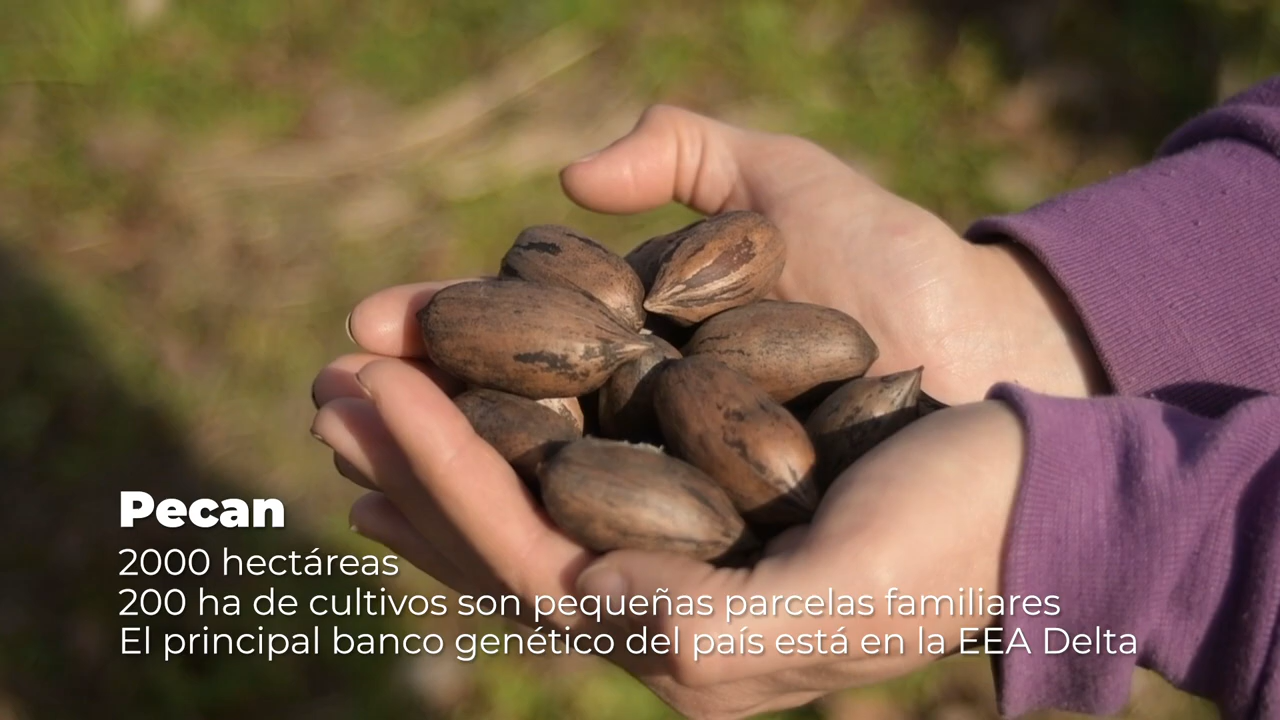 Pecan
2000 hectáreas
200 ha de cultivos son pequeñas parcelas familiares
El principal banco genético del país está en la EEA Delta